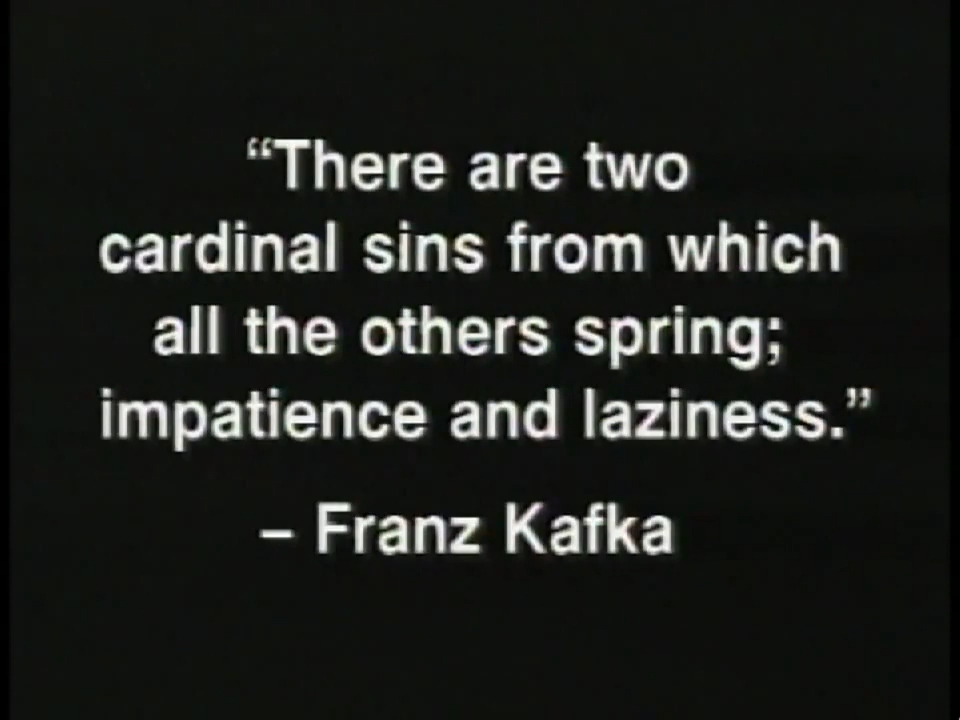 “There are two
cardinal sins from which
all the others spring;
impatience and laziness.”
– Franz Kafka